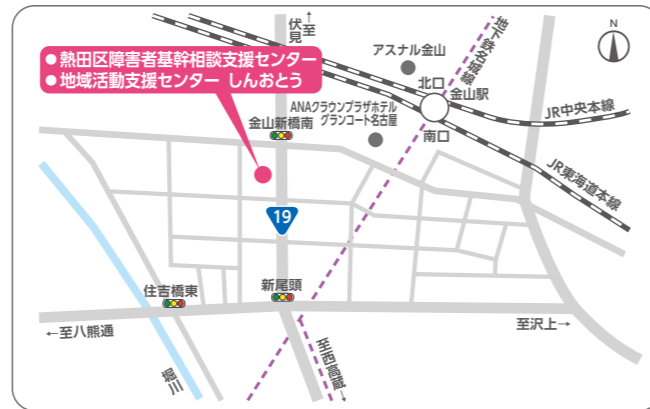 ↑至
伏見
● 熱田区障害者基幹相談支援センター
● 地域活動支援センター しんおとう
アスナル金山
地下鉄名城線
N
北口
金山駅
JR中央本線
ANAクラウンプラザホテル
グランコート名古屋
金山新橋南
南口
JR東海道本線
19
住吉橋東
新尾頭
←至八熊通
至沢上→
至西高蔵→
堀川